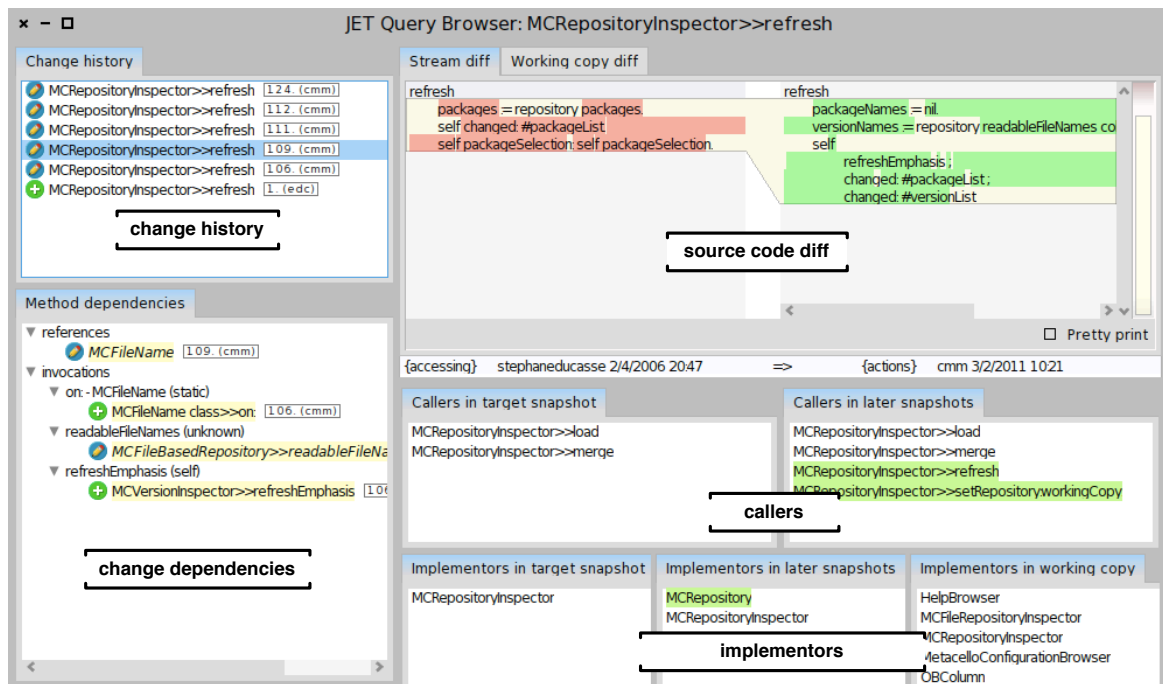 JET Query Browser: MCRepositoryInspector>>refresh
Change history
MCRepositoryInspector>>refresh 124. (cmm)
MCRepositoryInspector>>refresh 112. (cmm)
MCRepositoryInspector>>refresh 111. (cmm)
MCRepositoryInspector>>refresh 109. (cmm)
MCRepositoryInspector>>refresh 106. (cmm)
MCRepositoryInspector>>refresh 1. (edc)
change history
Stream diff Working copy diff
refresh
packages := repository packages.
self changed: #packageList
self packageSelection: self packageSelection.
refresh
packageNames := nil.
versionNames := repository readableFileNames co
self
refreshEmphasis ;
changed: #packageList ;
changed: #versionList
source code diff
Pretty print
{accessing} stephaneducasse 2/4/2006 20:47 => {actions} cmm 3/2/2011 10:21
Method dependencies
references
MCFileName 109. (cmm)
invocations
on: - MCFileName (static)
MCFileName class>>on: 106. (cmm)
readableFileNames (unknown)
MCFileBasedRepository>>readableFileNa
refreshEmphasis (self)
MCVersionInspector>>refreshEmphasis 106
change dependencies
Callers in target snapshot
MCRepositoryInspector>>load
MCRepositoryInspector>>merge
Callers in later snapshots
MCRepositoryInspector>>load
MCRepositoryInspector>>merge
MCRepositoryInspector>>refresh
MCRepositoryInspector>>setRepository:workingCopy:
callers
Implementors in target snapshot
MCRepositoryInspector
Implementors in later snapshots
MCRepository
MCRepositoryInspector
Implementors in working copy
HelpBrowser
MCFileRepositoryInspector
MCRepositoryInspector
MetacelloConfigurationBrowser
OBColumn
implementors